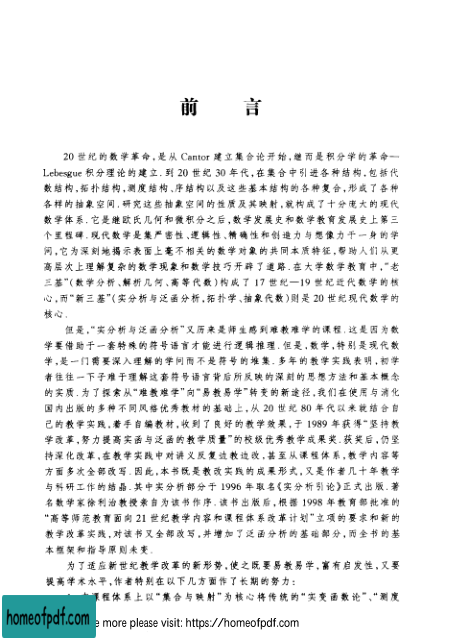 前 言
20 世纪的数学革命,是从 Cantor 建立集合论开始,继而是积分学的革命——
Lebesgue 积分理论的建立.到 20 世纪 30 年代,在集合中引进各种结构,包括代
数结构,拓扑结构,测度结构、序结构以及这些基本结构的各种复合,形成了各种
各样的抽象空间.研究这些抽象空间的性质及其映射,就构成了十分庞大的现代
数学体系.它是继欧氏几何和微积分之后,数学发展史和数学教育发展史上第三
个里程碑.现代数学是集严密性、逻辑性、精确性和创造力与想像力于一身的学
问,它为深刻地揭示表面上毫不相关的数学对象的共同本质特征,帮助人们从更
高层次上理解复杂的数学现象和数学技巧开辟了道路.在大学数学教育中,“老
三基”(数学分析、解析几何、高等代数)构成了 17 世纪—19 世纪近代数学的核
心,而“新三基”(实分析与泛函分析,拓扑学、抽象代数)则是 20 世纪现代数学的
核心.
但是,“实分析与泛函分析”又历来是师生感到难教难学的课程.这是因为数
学要借助于一套特殊的符号语言才能进行逻辑推理.但是,数学,特别是现代数
学,是一门需要深入理解的学问而不是符号的堆集.多年的教学实践表明,初学
者往往一下子难于理解这套符号语言背后所反映的深刻的思想方法和基本概念
的实质.为了探索从“难教难学”向“易教易学”转变的新途径,我们在使用与消化
国内出版的多种不同风格优秀教材的基础上,从 20 世纪 80 年代以来就结合自
己的教学实践,着手自编教材,收到了良好的教学效果,于 1989 年获得“坚持教
学改革,努力提高实函与泛函的教学质量”的校级优秀教学成果奖.获奖后,仍坚
持深化改革,在教学实践中对讲义反复边教边改,甚至从课程体系,教学内容等
方面多次全部改写.因此,本书既是教改实践的成果形式,又是作者几十年教学
与科研工作的结晶.其中实分析部分于 1996 年取名《实分析引论》正式出版.著
名数学家徐利治教授亲自为该书作序.该书出版后,根据 1998 年教育部批准的
“高等师范教育面向 21 世纪教学内容和课程体系改革计划”立项的要求和新的
教学改革实践,对该书又全部改写,并增加了泛函分析的基础部分,而全书的基
本框架和指导原则未变.
为了适应新世纪教学改革的新形势,使之既要易教易学,富有启发性,又要
提高学术水平,作者特别在以下几方面作了长期的努力:
课程体系上以“集合与映射”为核心将传统的“实变函数论”、“测度
homeofpdf
e more please visit: https://homeofpdf.com